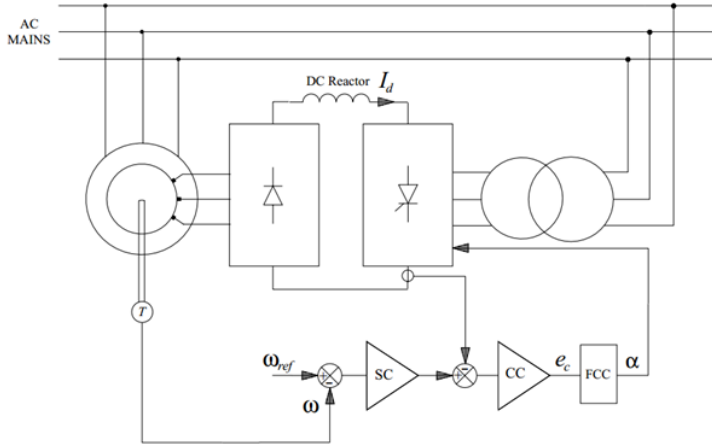 AC
MAINS
DC Reactor
I_d
T
ω_ref
+
−
ω
SC
+
−
CC
e_c
FCC
α